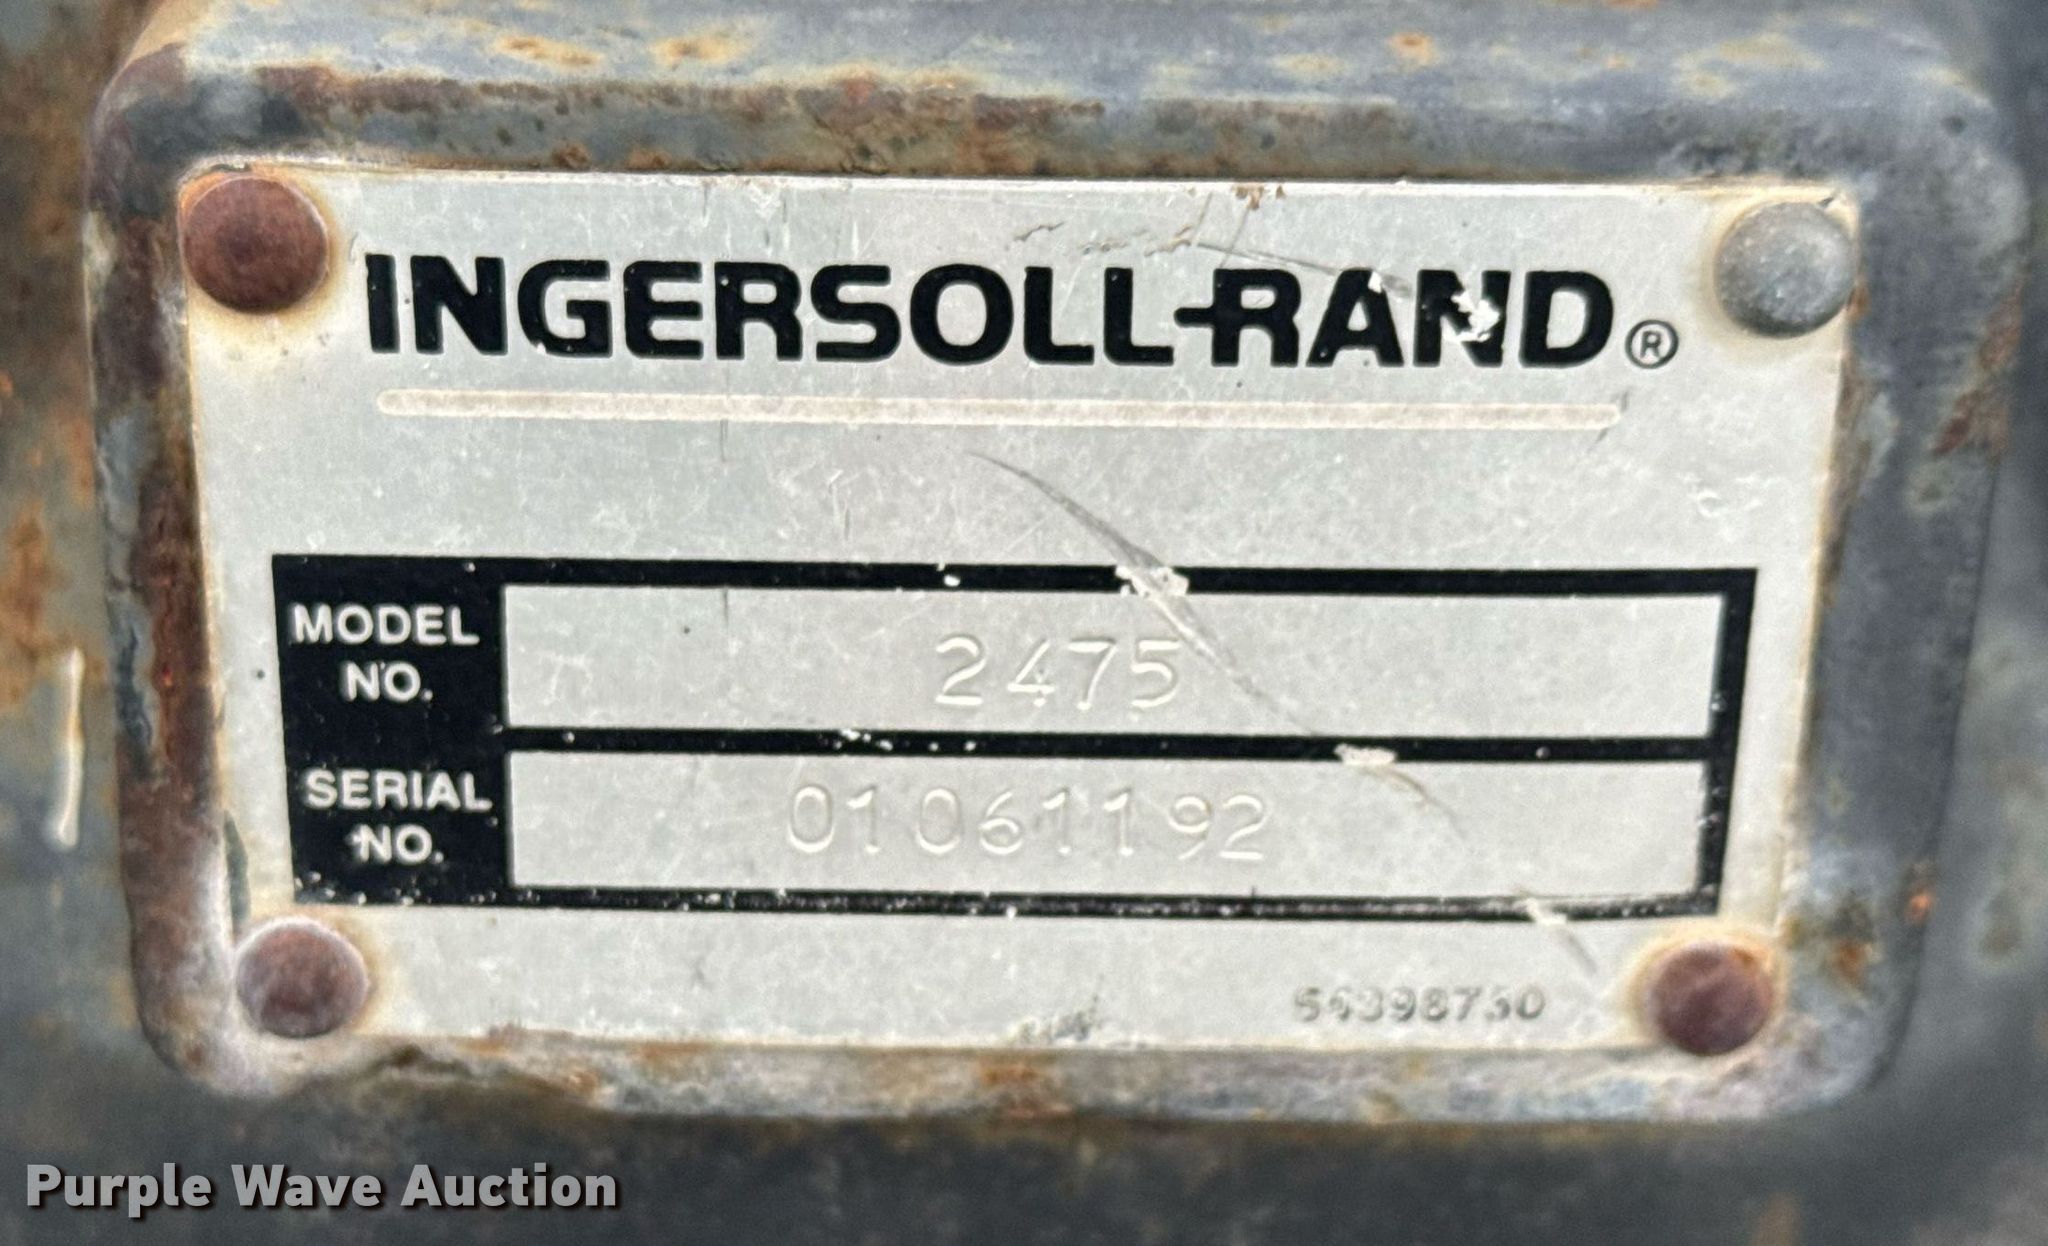 INGERSOLL-RAND®
MODEL NO. 2475
SERIAL NO. 01061192
Purple Wave Auction